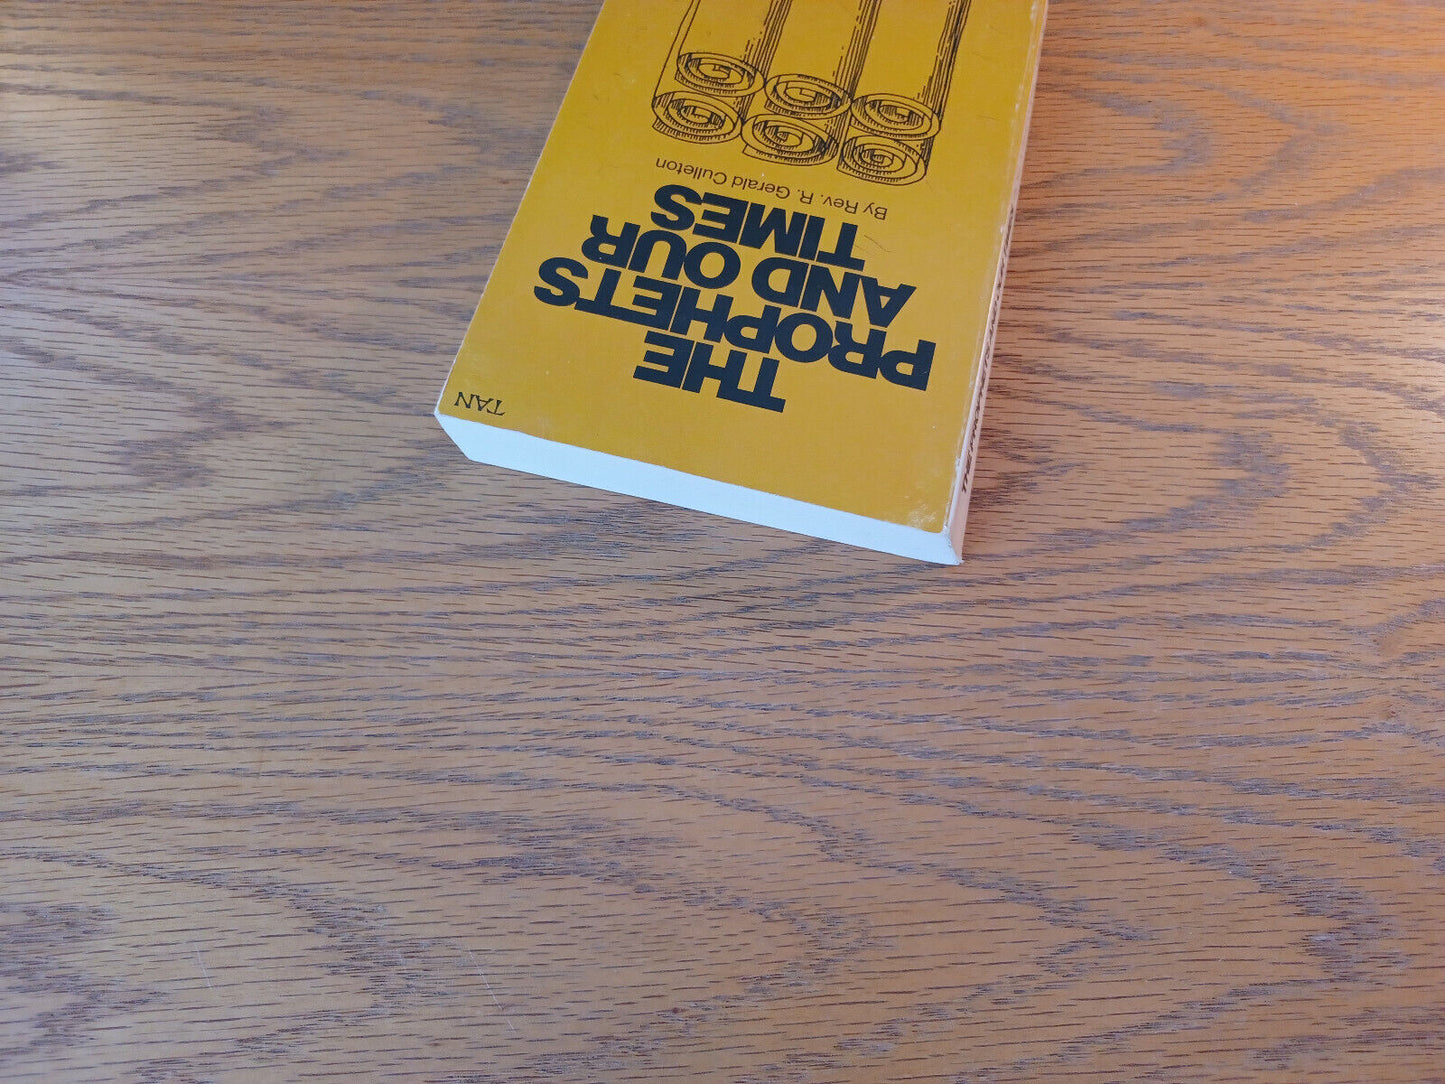 TAN
THE
PROPHETS
AND OUR
TIMES
By Rev. R. Gerald Culleton